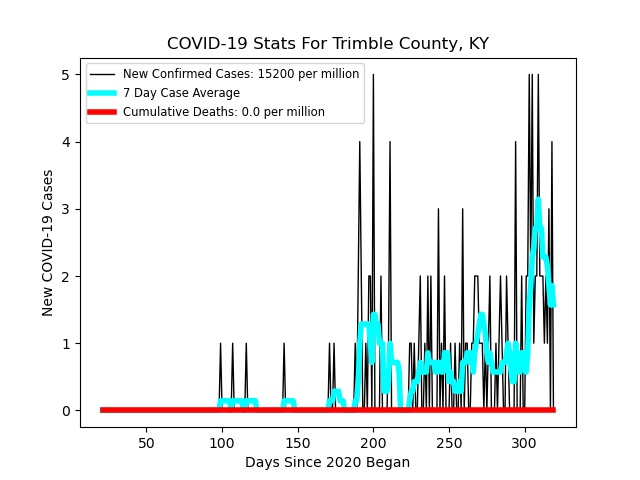 COVID-19 Stats For Trimble County, KY
New Confirmed Cases: 15200 per million
7 Day Case Average
Cumulative Deaths: 0.0 per million
New COVID-19 Cases
5
4
3
2
1
0
50 100 150 200 250 300
Days Since 2020 Began